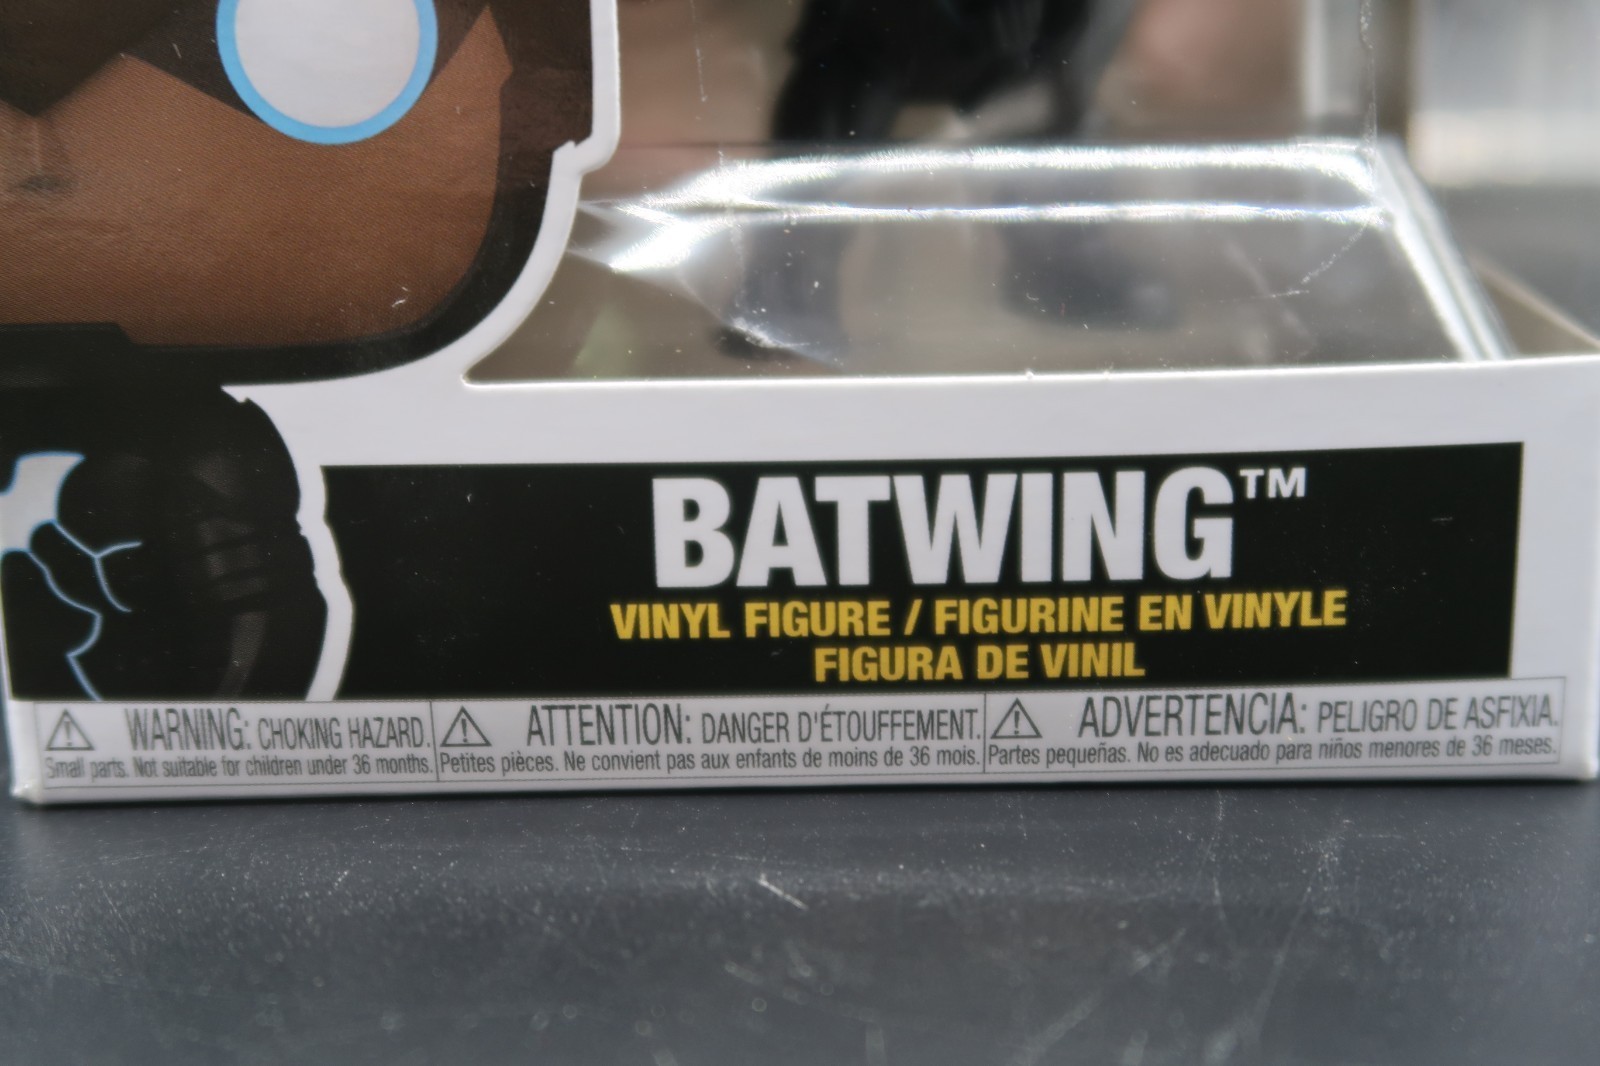 BATWING™
VINYL FIGURE / FIGURINE EN VINYLE
FIGURA DE VINIL
WARNING: CHOKING HAZARD.
Small parts. Not suitable for children under 36 months.
ATTENTION: DANGER D'ÉTOUFFEMENT.
Petites pièces. Ne convient pas aux enfants de moins de 36 mois.
ADVERTENCIA: PELIGRO DE ASFIXIA.
Partes pequeñas. No es adecuado para niños menores de 36 meses.